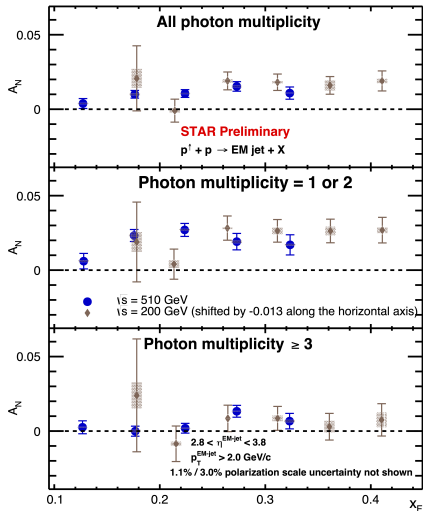 All photon multiplicity
0.05
A_N
0
STAR Preliminary
p↑ + p → EM jet + X
Photon multiplicity = 1 or 2
0.05
A_N
0
√s = 510 GeV
√s = 200 GeV (shifted by -0.013 along the horizontal axis)
Photon multiplicity ≥ 3
0.05
A_N
0
2.8 < η^EM-jet < 3.8
p_T^EM-jet > 2.0 GeV/c
1.1% / 3.0% polarization scale uncertainty not shown
0.1 0.2 0.3 0.4
x_F